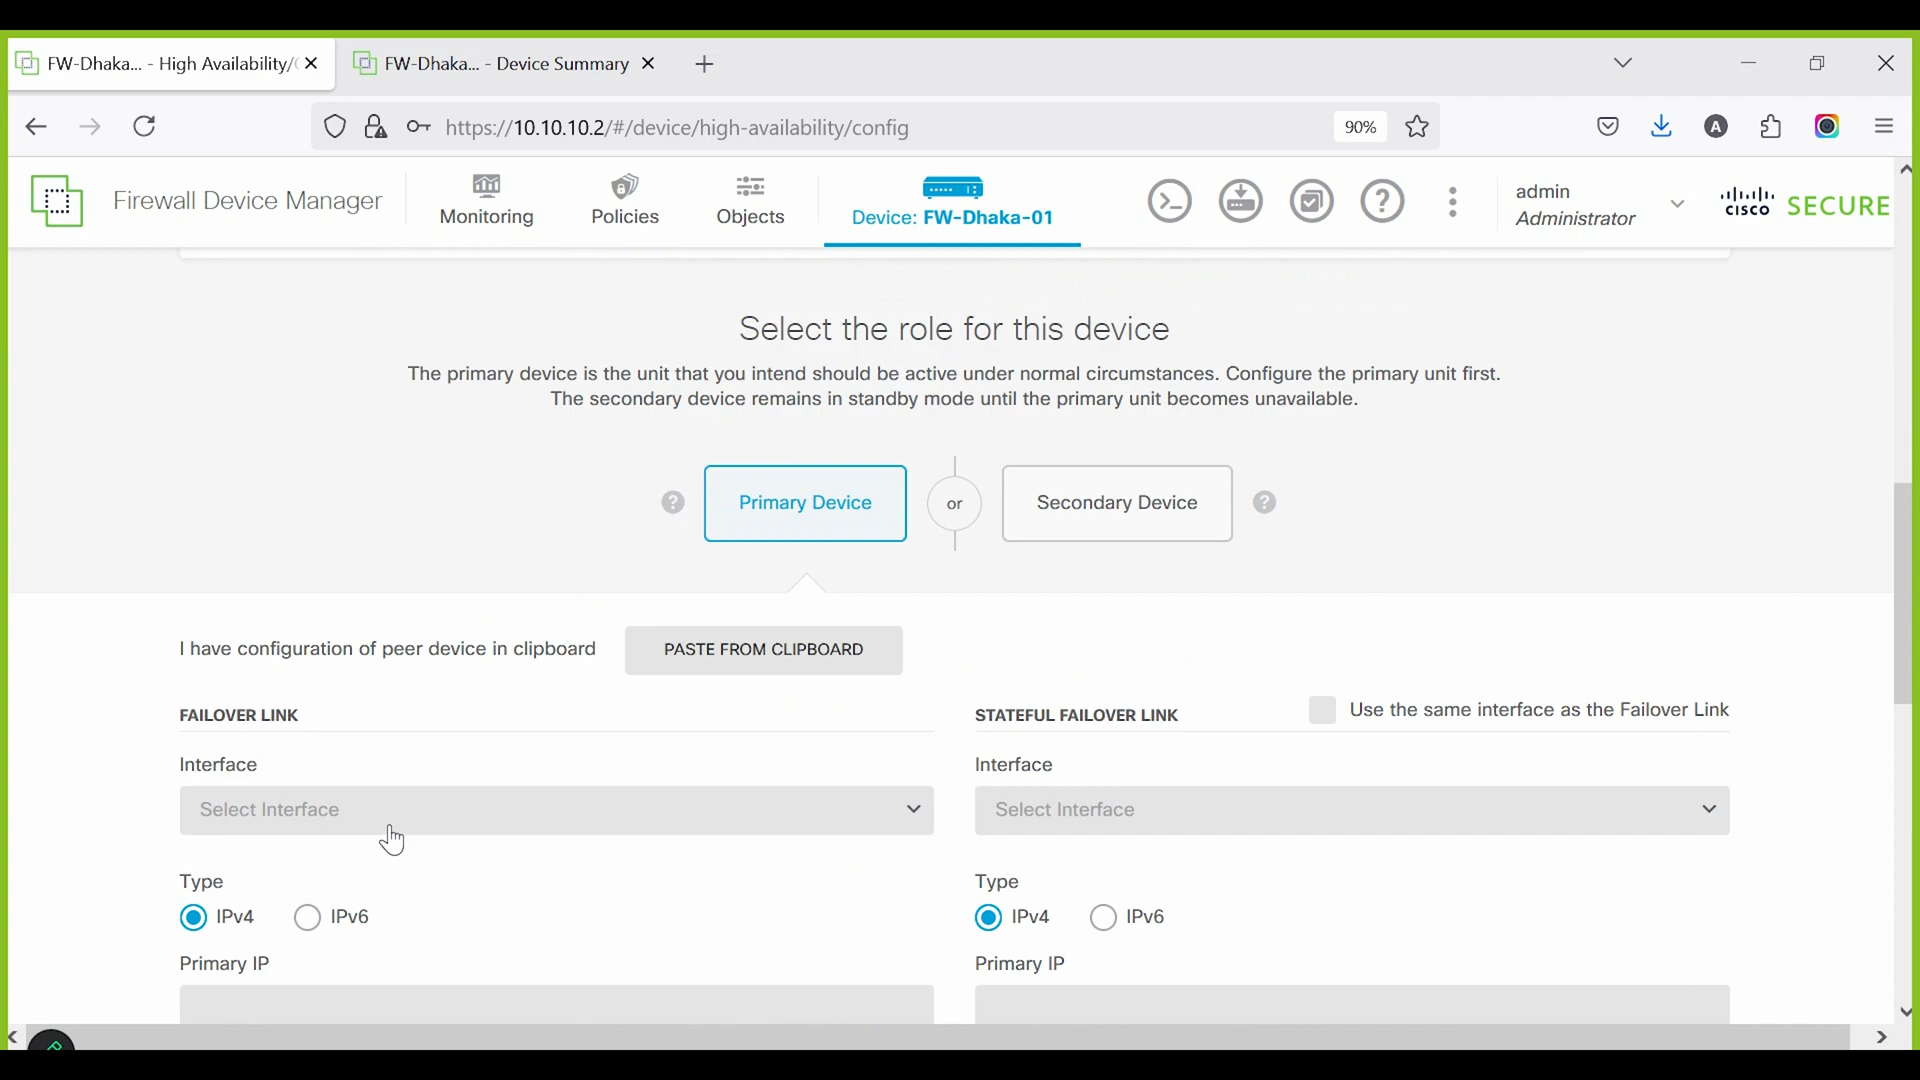 FW-Dhaka... - High Availability/
FW-Dhaka... - Device Summary
https://10.10.10.2/#/device/high-availability/config
90%
A
Firewall Device Manager
Monitoring
Policies
Objects
Device: FW-Dhaka-01
admin
Administrator
cisco SECURE
Select the role for this device
The primary device is the unit that you intend should be active under normal circumstances. Configure the primary unit first.
The secondary device remains in standby mode until the primary unit becomes unavailable.
? Primary Device or Secondary Device ?
I have configuration of peer device in clipboard PASTE FROM CLIPBOARD
FAILOVER LINK
Interface
Select Interface
Type
IPv4 IPv6
Primary IP
STATEFUL FAILOVER LINK
Use the same interface as the Failover Link
Interface
Select Interface
Type
IPv4 IPv6
Primary IP